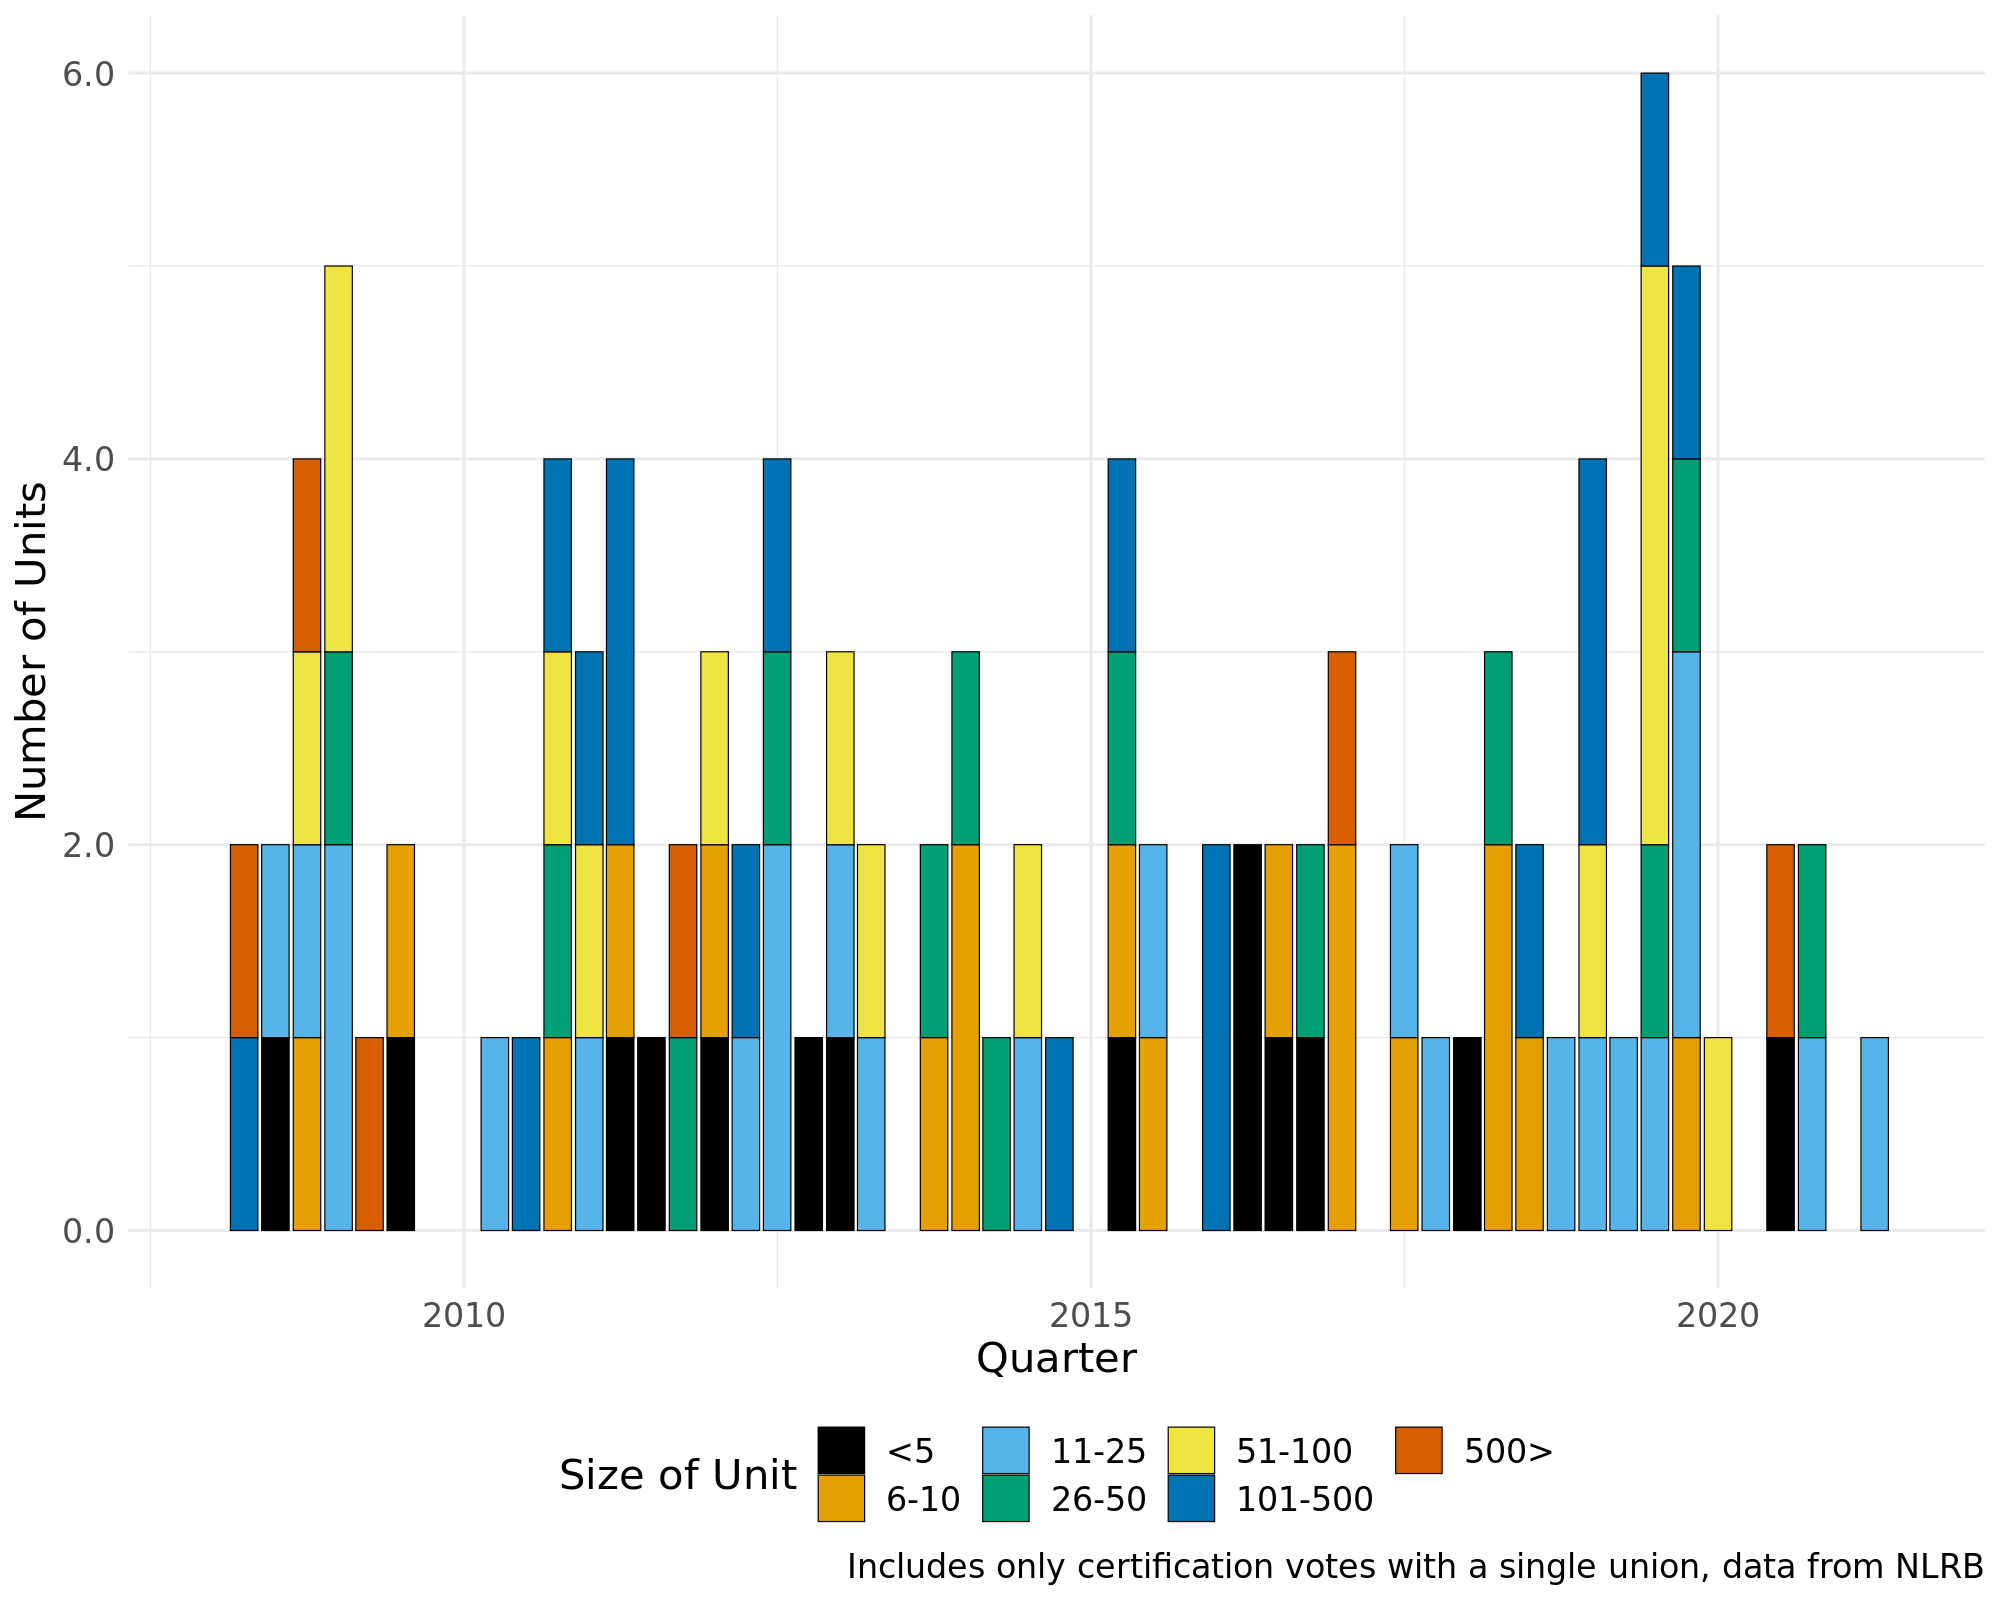 6.0
4.0
2.0
0.0
Number of Units
2010 2015 2020
Quarter
Size of Unit
<5 11-25 51-100 500>
6-10 26-50 101-500
Includes only certification votes with a single union, data from NLRB